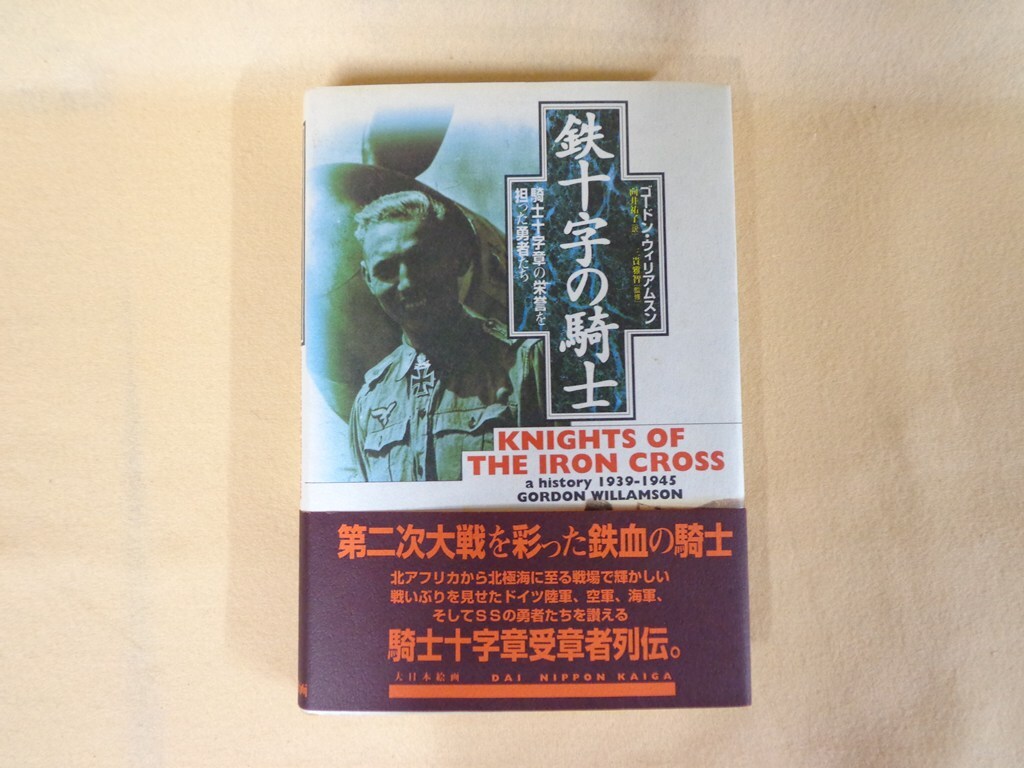 鉄十字の騎士
騎士十字章の栄誉を
担った勇者たち
ゴードン・ウィリアムスン
向井祐子 訳
KNIGHTS OF
THE IRON CROSS
a history 1939-1945
GORDON WILLAMSON
第二次大戦を彩った鉄血の騎士
北アフリカから北極海に至る戦場で輝かしい
戦いぶりを見せたドイツ陸軍、空軍、海軍、
そしてSSの勇者たちを讃える
騎士十字章受章者列伝。
大日本絵画 DAI NIPPON KAIGA
画